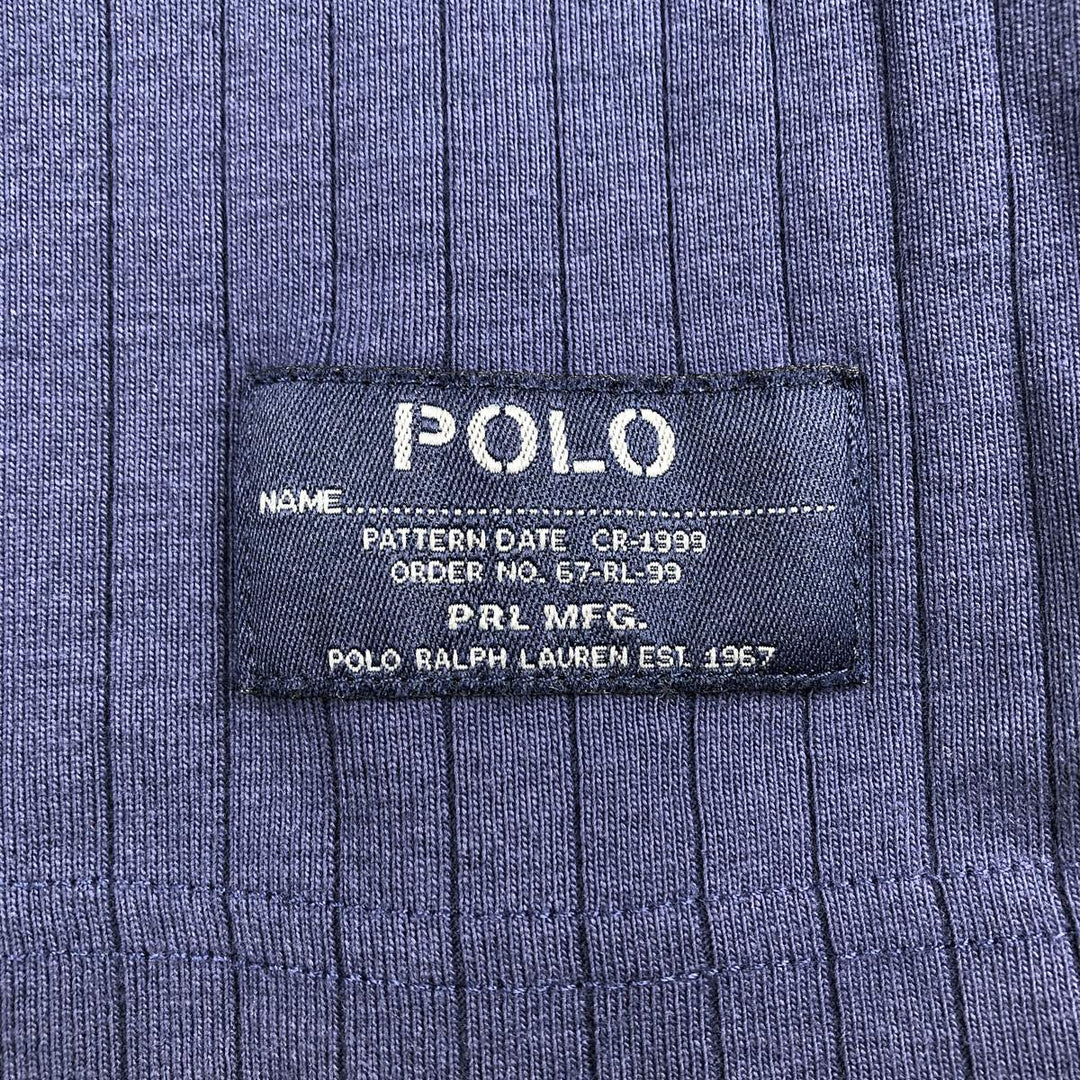 POLO
NAME..............................................................
PATTERN DATE CR-1999
ORDER NO. 67-RL-99
PRL MFG.
POLO RALPH LAUREN EST. 1967